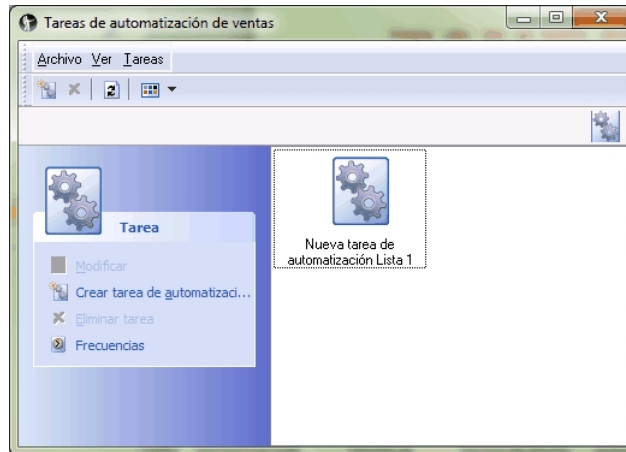 Tareas de automatización de ventas
Archivo Ver Tareas
Tarea
Modificar
Crear tarea de automatizaci...
Eliminar tarea
Frecuencias
Nueva tarea de
automatización Lista 1